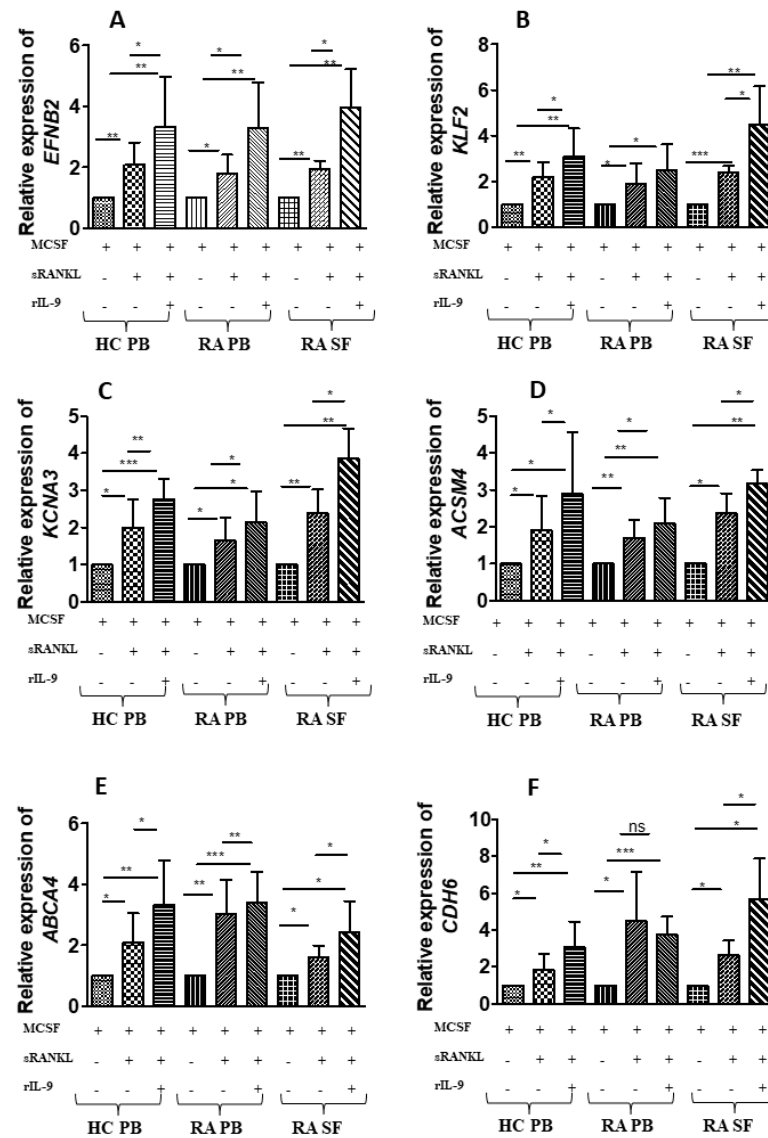 A
Relative expression of
EFNB2
6
4
2
0
** ** * * ** * ** ** *
MCSF + + + + + + + + +
sRANKL - + + - + + - + +
rIL-9 - - + - - + - - +
HC PB RA PB RA SF
B
Relative expression of
KLF2
8
6
4
2
0
** ** * * * *** ** *
MCSF + + + + + + + + +
sRANKL - + + - + + - + +
rIL-9 - - + - - + - - +
HC PB RA PB RA SF
C
Relative expression of
KCNA3
5
4
3
2
1
0
* *** ** * * * ** ** *
MCSF + + + + + + + + +
sRANKL - + + - + + - + +
rIL-9 - - + - - + - - +
HC PB RA PB RA SF
D
Relative expression of
ACSM4
5
4
3
2
1
0
* * * ** ** * * ** *
MCSF + + + + + + + + +
sRANKL - + + - + + - + +
rIL-9 - - + - - + - - +
HC PB RA PB RA SF
E
Relative expression of
ABCA4
6
4
2
0
* ** * ** *** ** * * *
MCSF + + + + + + + + +
sRANKL - + + - + + - + +
rIL-9 - - + - - + - - +
HC PB RA PB RA SF
F
Relative expression of
CDH6
10
8
6
4
2
0
* ** * * *** ns * * *
MCSF + + + + + + + + +
sRANKL - + + - + + - + +
rIL-9 - - + - - + - - +
HC PB RA PB RA SF